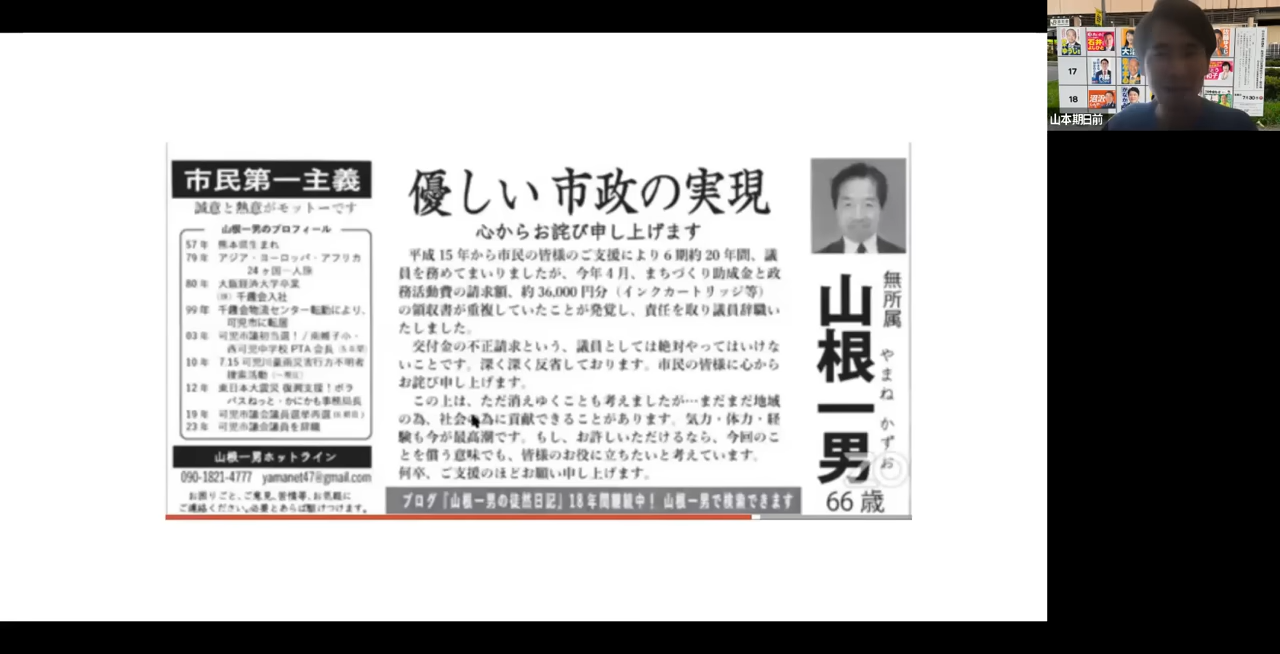 市民第一主義
誠意と熱意がモットーです
山根一男のプロフィール
57年 熊本県生まれ
79年 アジア・ヨーロッパ・アフリカ
24ヶ国一人旅
80年 大阪経済大学卒業
㈱千趣会入社
99年 千趣会物流センター転勤により、
可児市に転居
03年 可児市議初当選!/南帷子小・
西可児中学校PTA会長
10年 7.15可児川豪雨災害行方不明者
捜索活動
12年 東日本大震災復興支援!ボラ
バスねっと・かにかも事務局長
19年 可児市議会議員選挙再選
23年 可児市議会議員を辞職
山根一男ホットライン
090-1821-4777 yamanet47@gmail.com
お困りごと、ご意見、苦情等、お気軽に
ご連絡ください。必要とあらば駆けつけます。
優しい市政の実現
心からお詫び申し上げます
平成15年から市民の皆様のご支援により6期約20年間、議
員を務めてまいりましたが、今年4月、まちづくり助成金と政
務活動費の請求額、約36,000円分(インクカートリッジ等)
の領収書が重複していたことが発覚し、責任を取り議員辞職い
たしました。
交付金の不正請求という、議員としては絶対やってはいけな
いことです。深く深く反省しております。市民の皆様に心から
お詫び申し上げます。
この上は、ただ消えゆくことも考えましたが…まだまだ地域
の為、社会の為に貢献できることがあります。気力・体力・経
験も今が最高潮です。もし、お許しいただけるなら、今回のこ
とを償う意味でも、皆様のお役に立ちたいと考えています。
何卒、ご支援のほどお願い申し上げます。
ブログ『山根一男の徒然日記』18年間継続中! 山根一男で検索できます
無所属
山根一男
やまね かずお
66歳
17
18
山本期日前